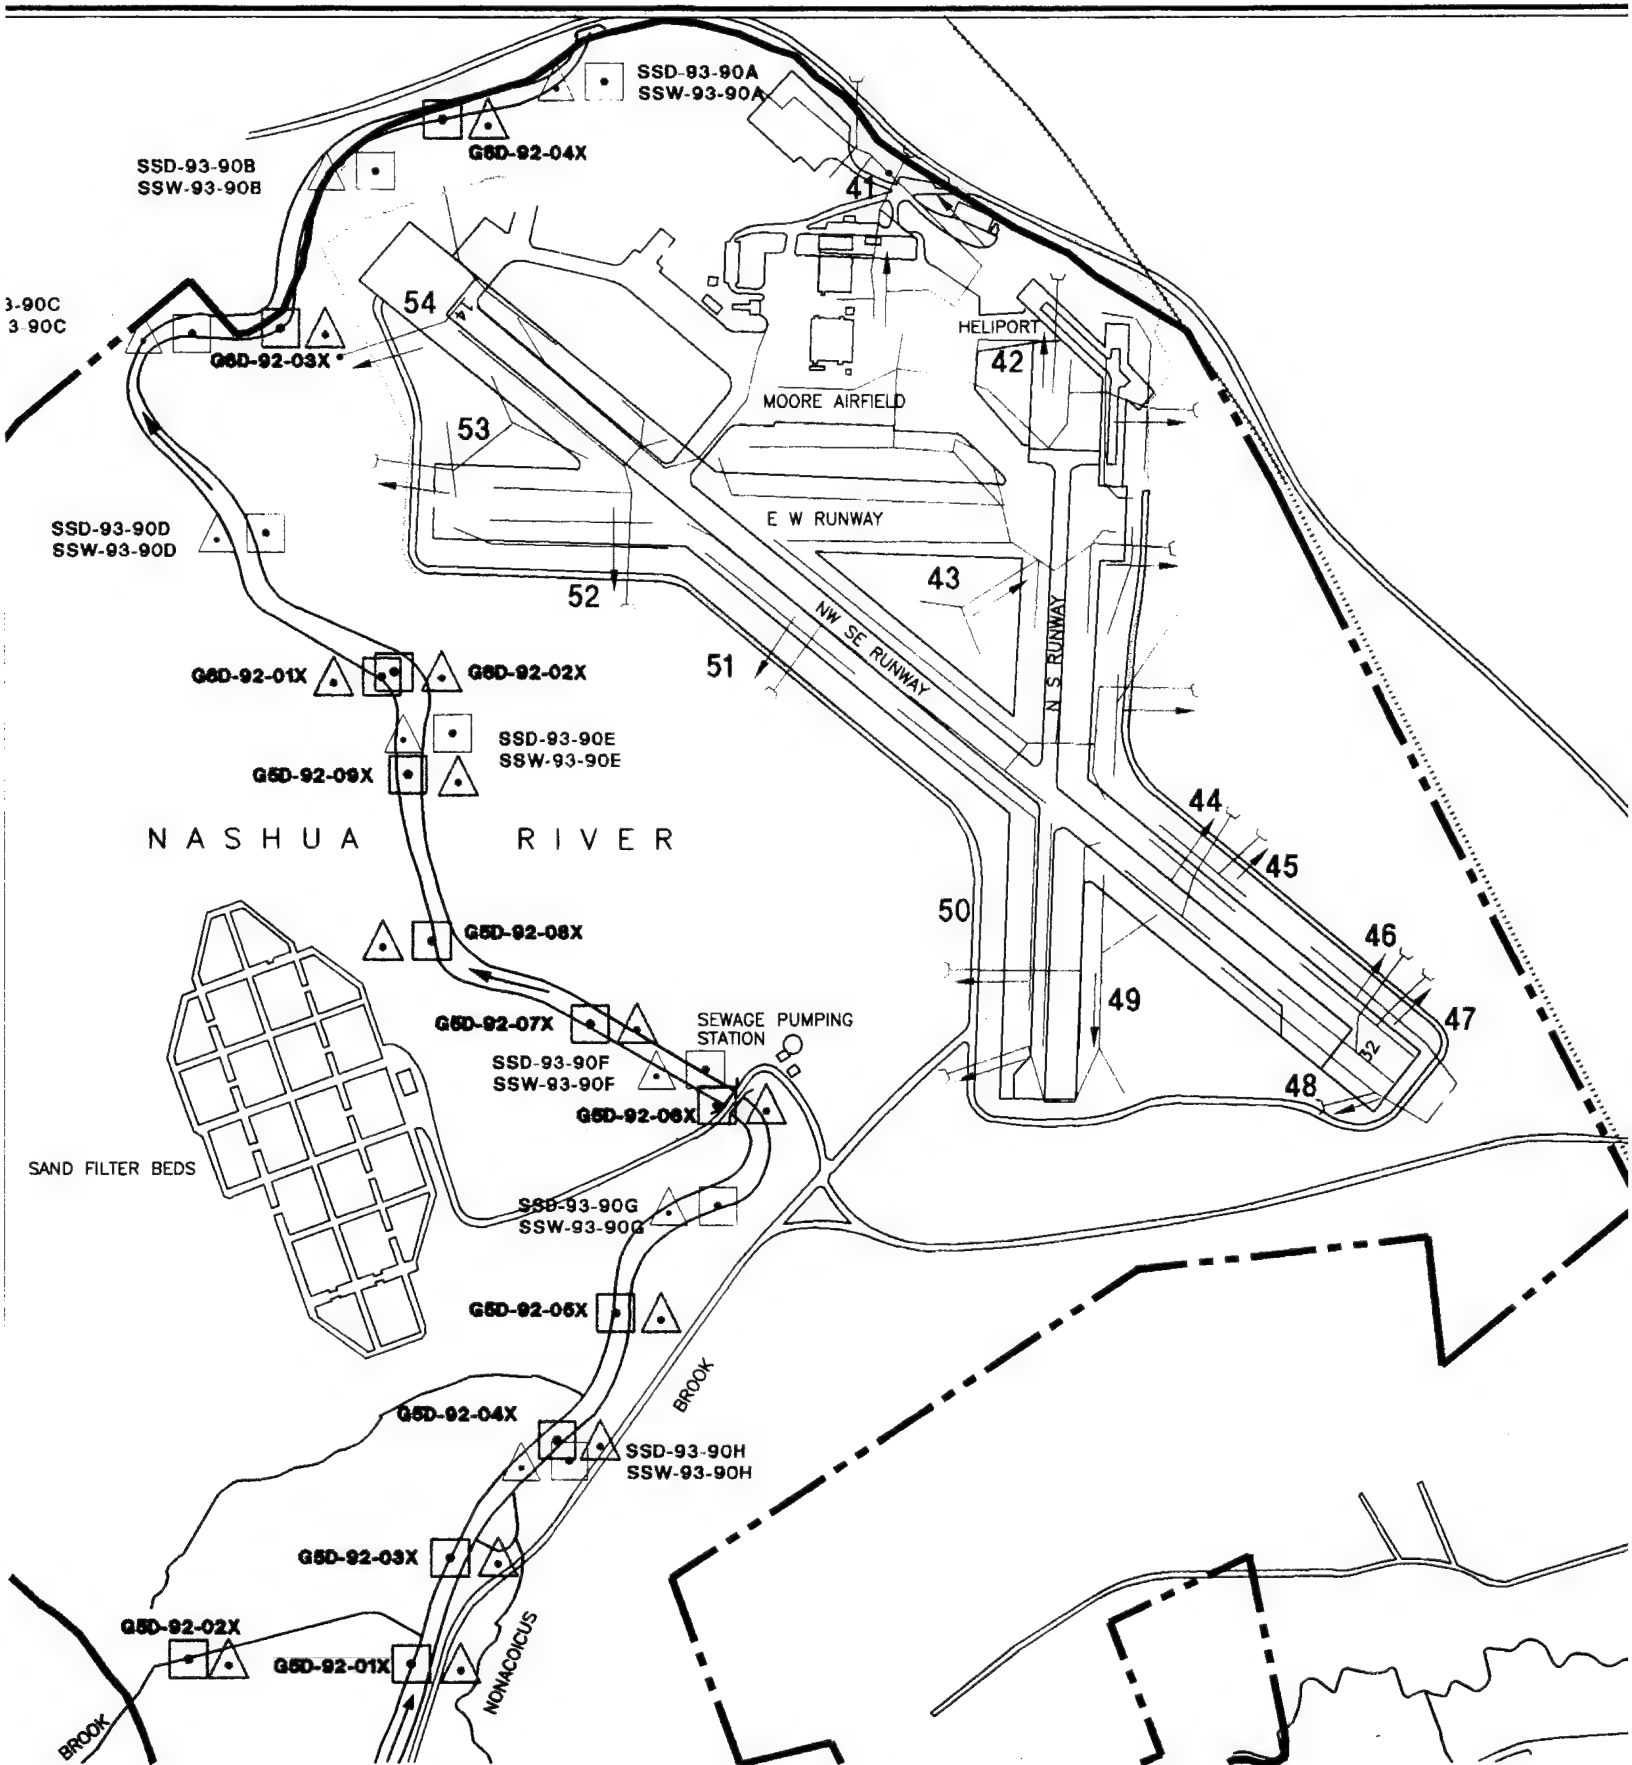 SSD-93-90A
SSW-93-90A
G6D-92-04X
SSD-93-90B
SSW-93-90B
41
3-90C
3-90C
54
14
HELIPORT
42
G6D-92-03X
MOORE AIRFIELD
53
E W RUNWAY
SSD-93-90D
SSW-93-90D
43
52
NW SE RUNWAY
N S RUNWAY
51
G6D-92-01X
G6D-92-02X
SSD-93-90E
SSW-93-90E
G5D-92-09X
44
NASHUA RIVER
45
50
G5D-92-08X
46
49
G5D-92-07X
SEWAGE PUMPING
STATION
47
32
SSD-93-90F
SSW-93-90F
48
G5D-92-06X
SAND FILTER BEDS
SSD-93-90G
SSW-93-90G
G5D-92-05X
BROOK
G5D-92-04X
SSD-93-90H
SSW-93-90H
G5D-92-03X
G5D-92-02X
G5D-92-01X
NONACOICUS
BROOK